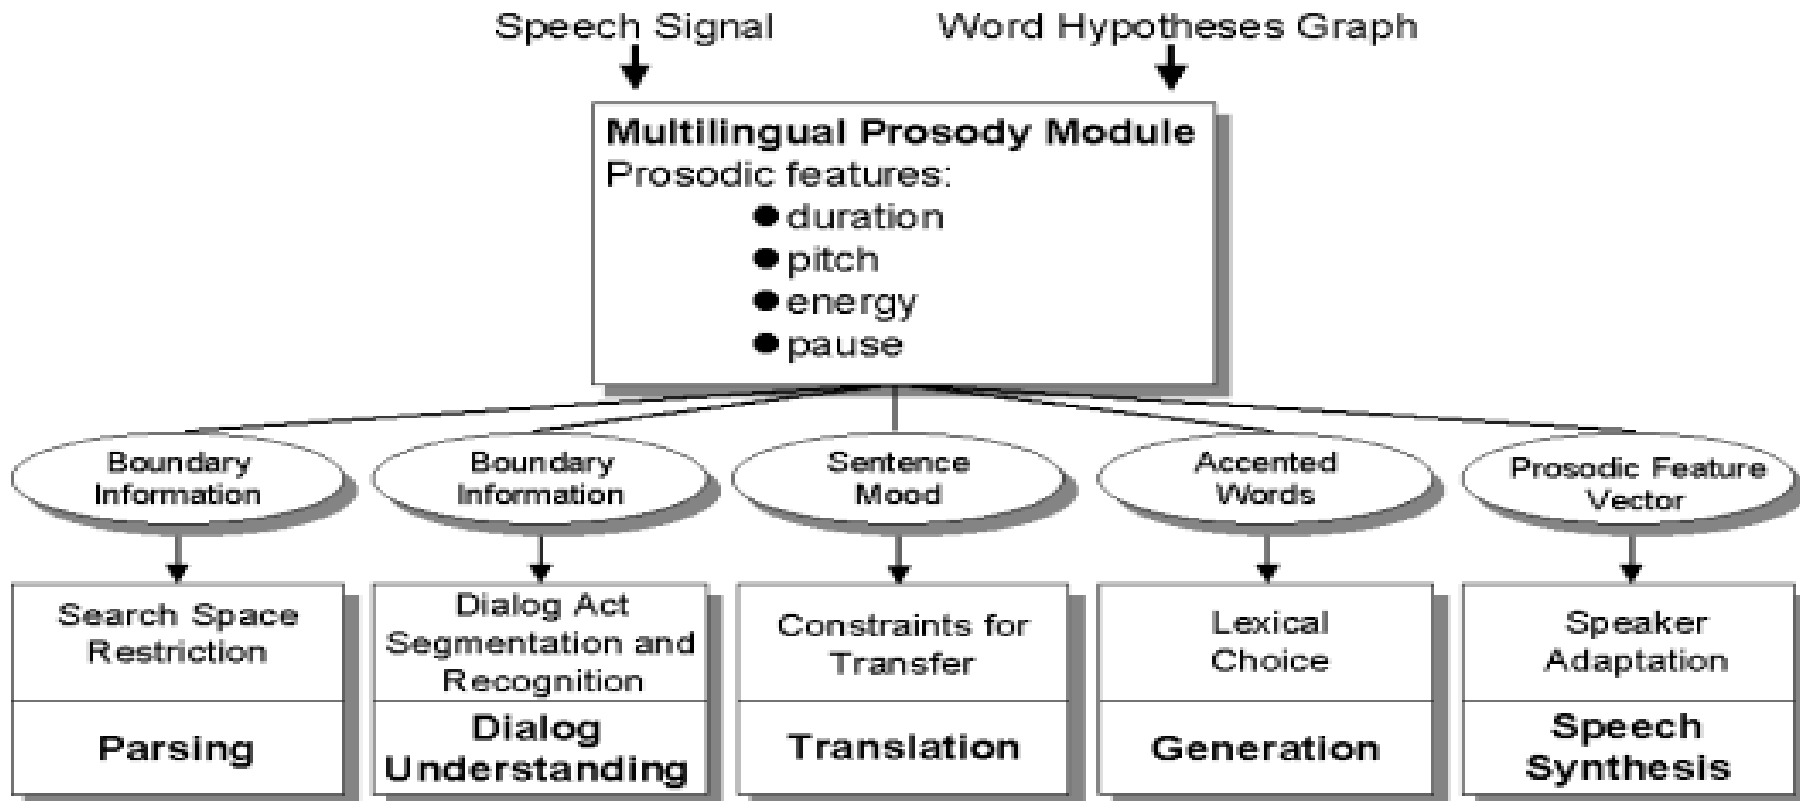 Speech Signal
Word Hypotheses Graph
Multilingual Prosody Module
Prosodic features:
● duration
● pitch
● energy
● pause
Boundary
Information
Boundary
Information
Sentence
Mood
Accented
Words
Prosodic Feature
Vector
Search Space
Restriction
Parsing
Dialog Act
Segmentation and
Recognition
Dialog
Understanding
Constraints for
Transfer
Translation
Lexical
Choice
Generation
Speaker
Adaptation
Speech
Synthesis